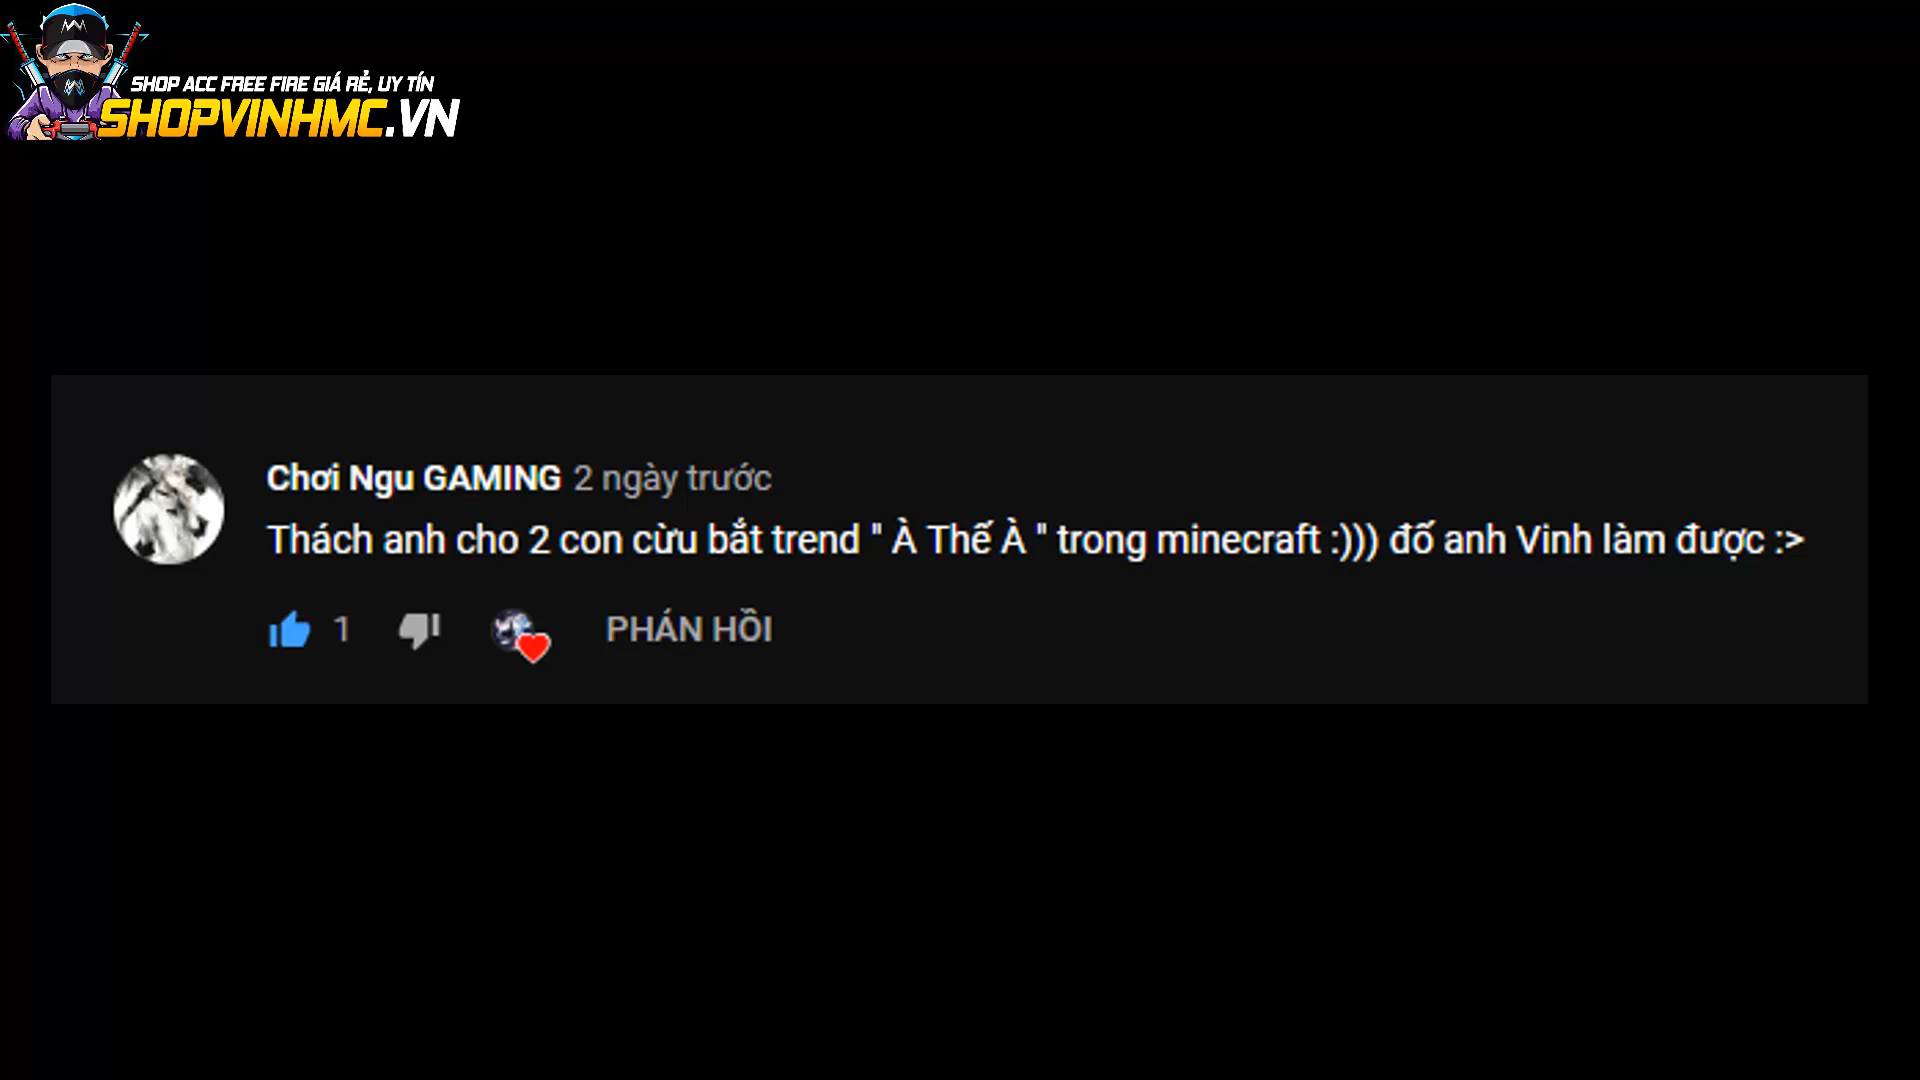 SHOP ACC FREE FIRE GIÁ RẺ, UY TÍN
SHOPVINHMC.VN
Chơi Ngu GAMING 2 ngày trước
Thách anh cho 2 con cừu bắt trend " À Thế À " trong minecraft :))) đố anh Vinh làm được :>
1
PHẢN HỒI